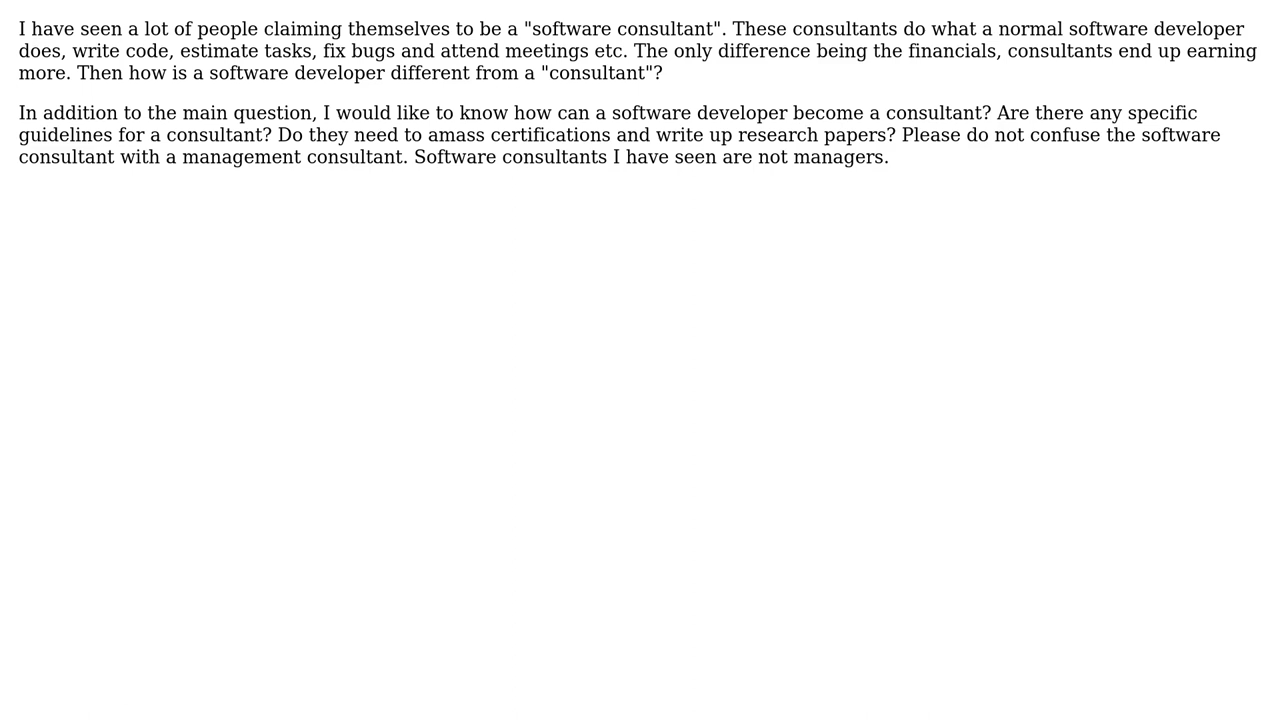 I have seen a lot of people claiming themselves to be a "software consultant". These consultants do what a normal software developer
does, write code, estimate tasks, fix bugs and attend meetings etc. The only difference being the financials, consultants end up earning
more. Then how is a software developer different from a "consultant"?
In addition to the main question, I would like to know how can a software developer become a consultant? Are there any specific
guidelines for a consultant? Do they need to amass certifications and write up research papers? Please do not confuse the software
consultant with a management consultant. Software consultants I have seen are not managers.